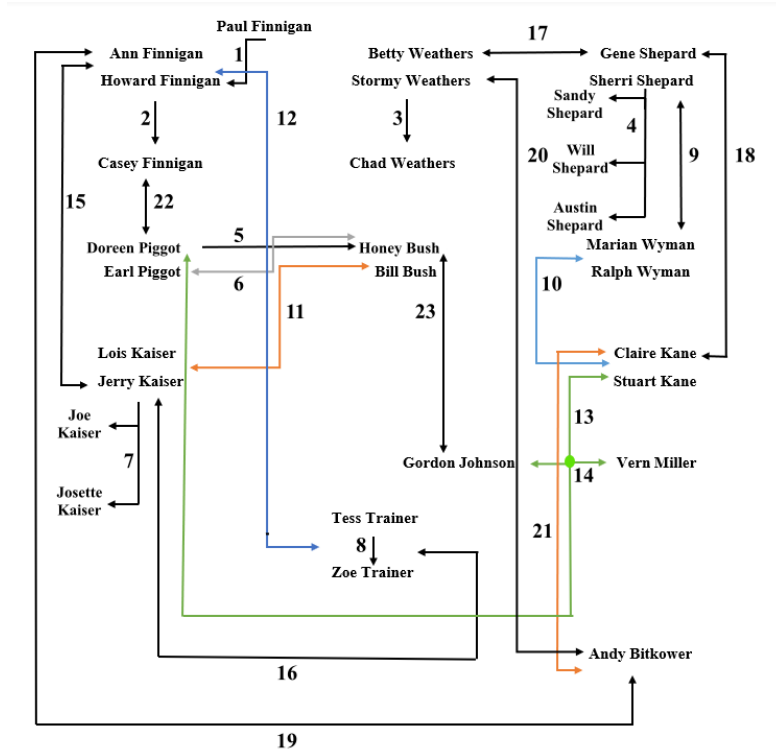 Paul Finnigan
Ann Finnigan
1
Betty Weathers
17
Gene Shepard
Howard Finnigan
Stormy Weathers
Sherri Shepard
Sandy
Shepard
2
12
3
4
20
Will
Shepard
9
18
Casey Finnigan
Chad Weathers
15
22
Austin
Shepard
Doreen Piggot
5
Honey Bush
Marian Wyman
Earl Piggot
6
Bill Bush
Ralph Wyman
10
11
23
Lois Kaiser
Claire Kane
Jerry Kaiser
Stuart Kane
Joe
Kaiser
13
7
Gordon Johnson
Vern Miller
14
Josette
Kaiser
Tess Trainer
21
8
Zoe Trainer
Andy Bitkower
16
19